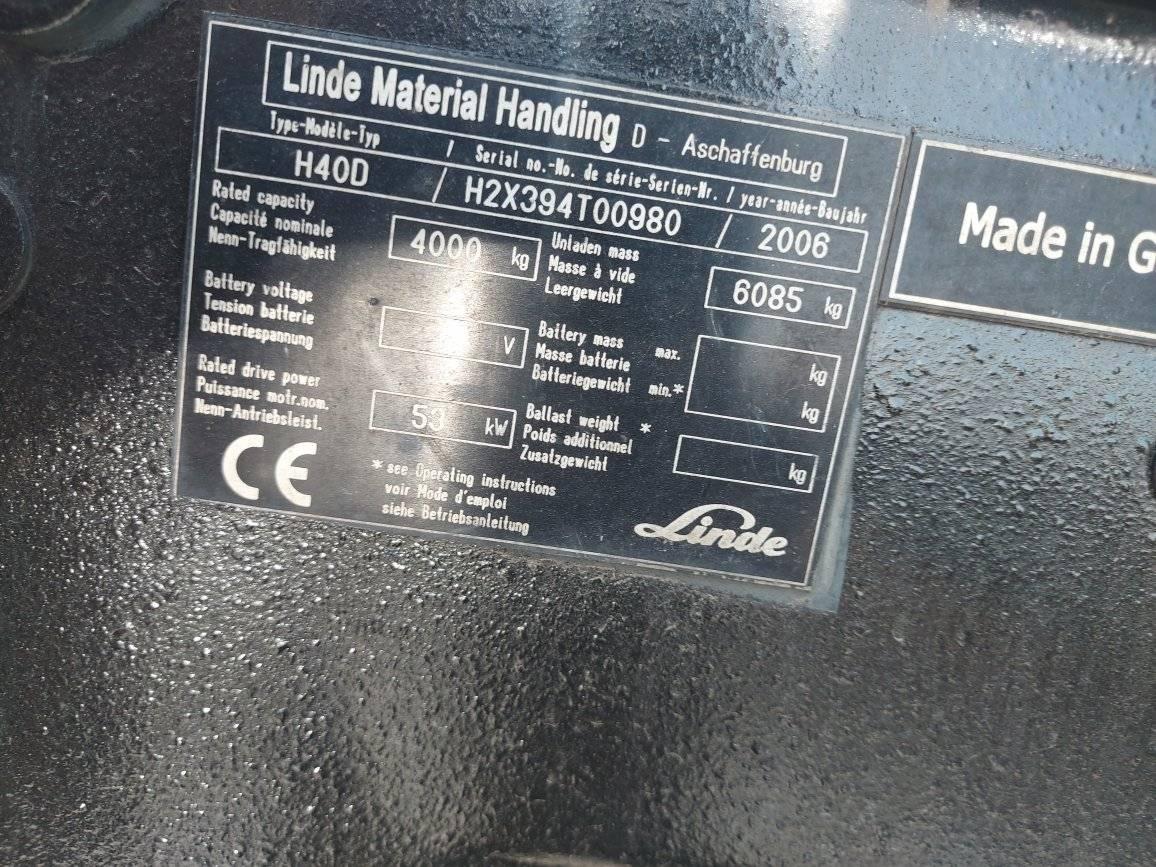 Linde Material Handling D - Aschaffenburg
Type-Modèle-Typ / Serial no.-No. de série-Serien-Nr. / year-année-Baujahr
H40D / H2X394T00980 / 2006
Rated capacity
Capacité nominale
Nenn-Tragfähigkeit
4000 kg
Unladen mass
Masse à vide
Leergewicht
6085 kg
Battery voltage
Tension batterie
Batteriespannung
V
Battery mass max.
Masse batterie
Batteriegewicht min.*
kg
kg
Rated drive power
Puissance motr.nom.
Nenn-Antriebsleist.
53 kW
Ballast weight *
Poids additionnel
Zusatzgewicht
kg
CE
* see Operating instructions
voir Mode d'emploi
siehe Betriebsanleitung
Linde
Made in G